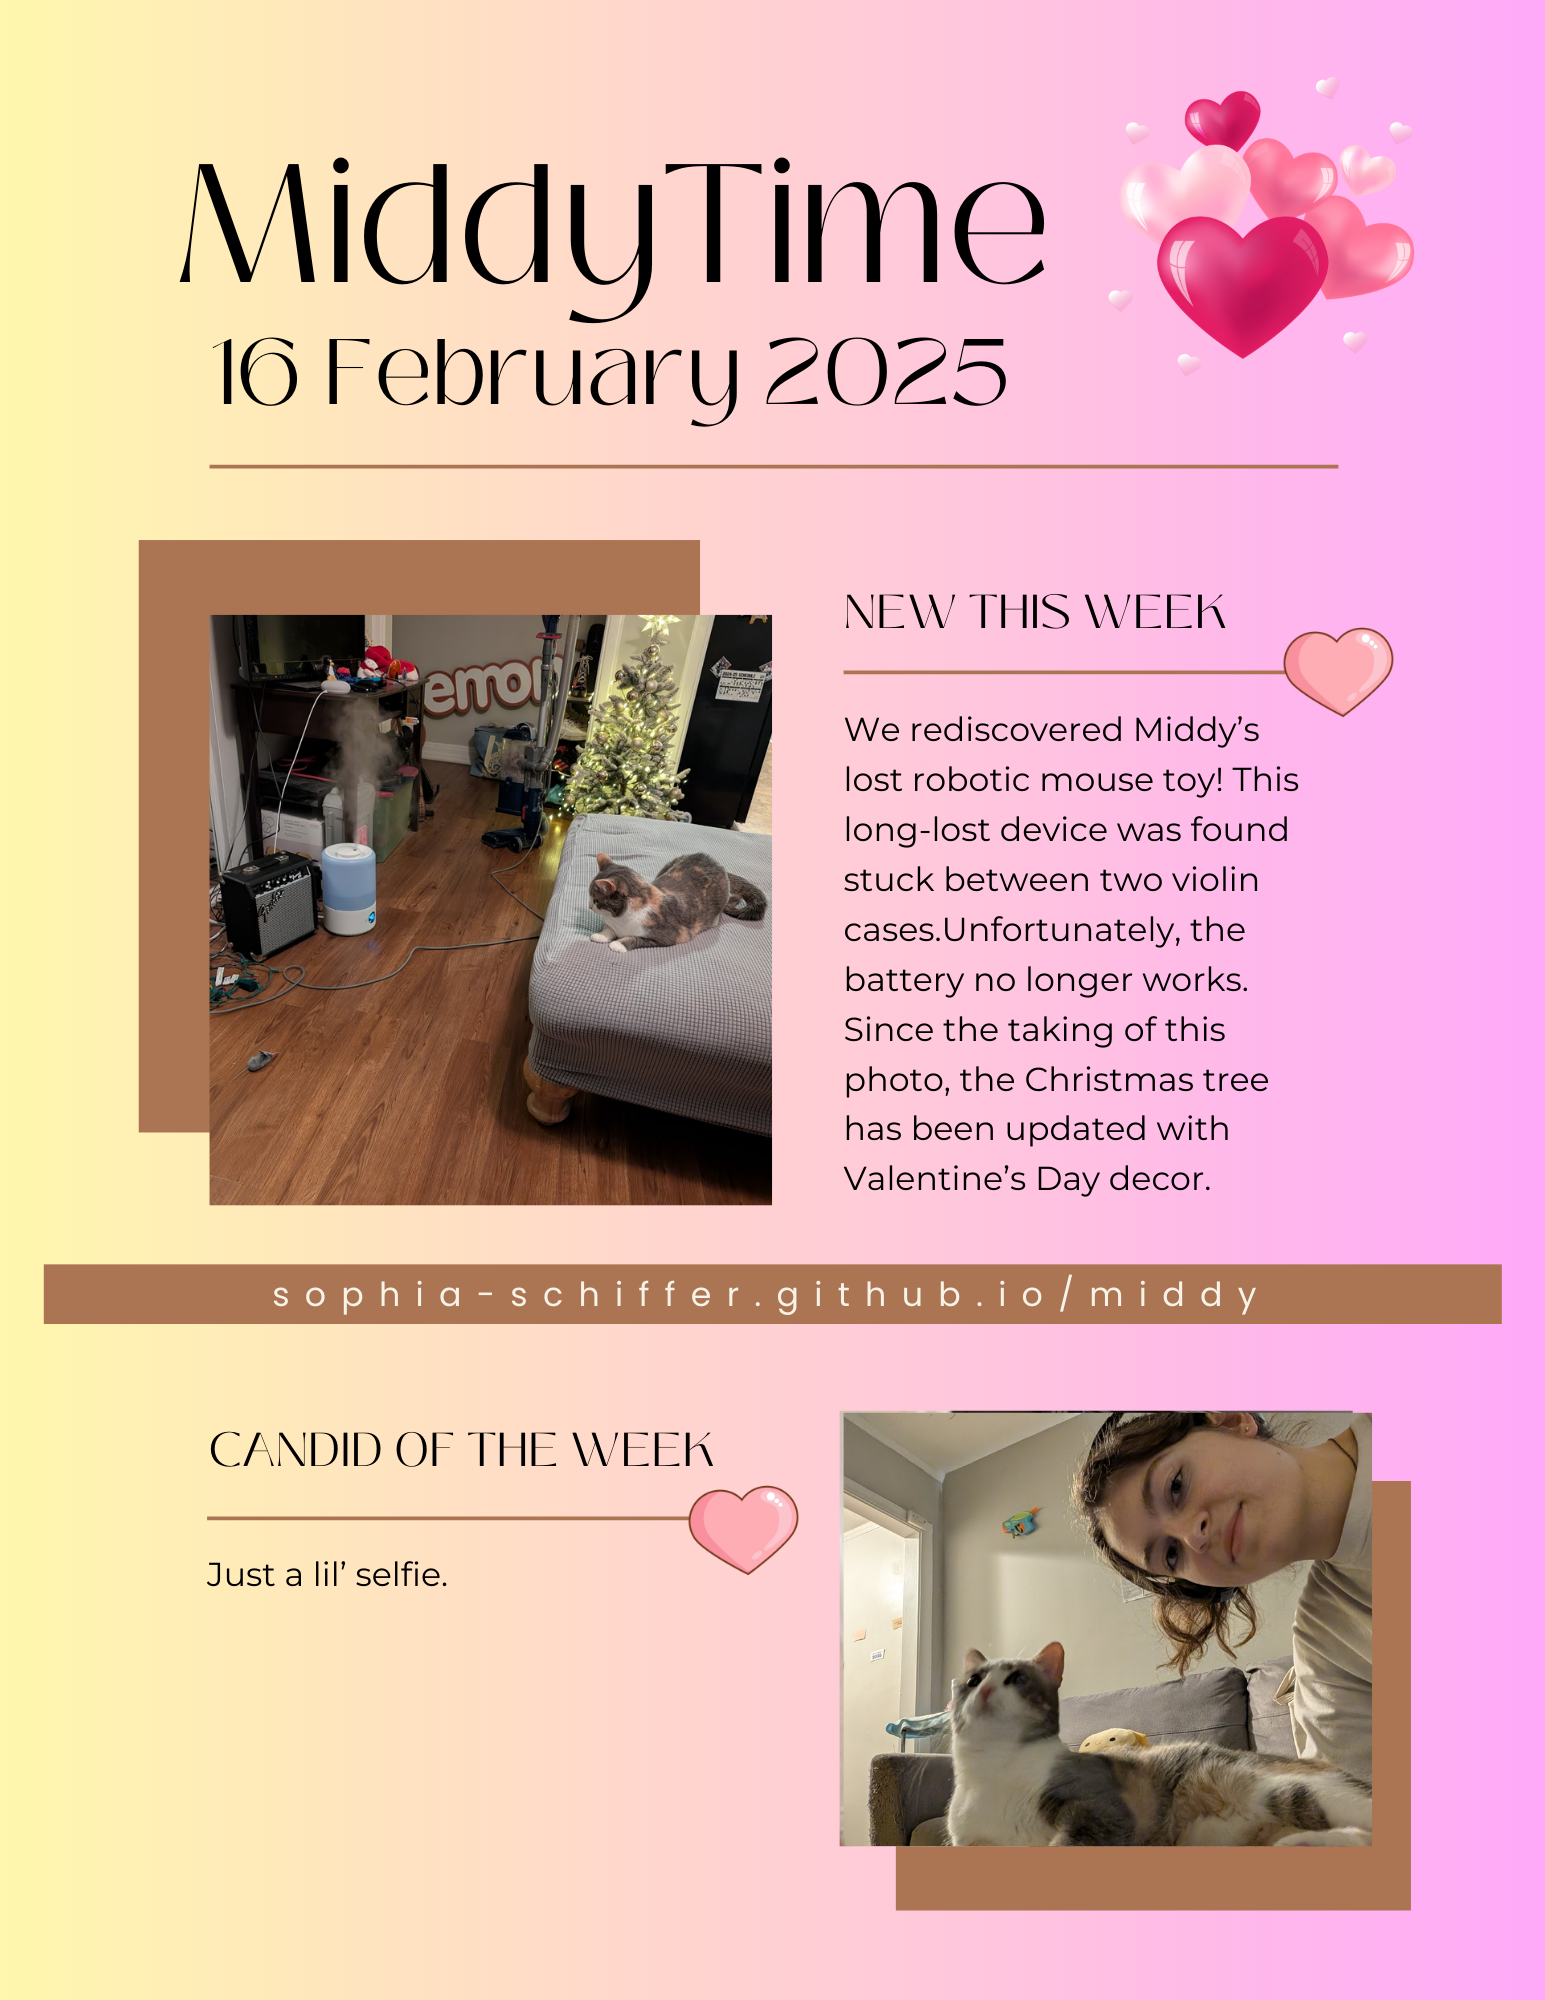 MiddyTime
16 February 2025
NEW THIS WEEK
We rediscovered Middy’s
lost robotic mouse toy! This
long-lost device was found
stuck between two violin
cases.Unfortunately, the
battery no longer works.
Since the taking of this
photo, the Christmas tree
has been updated with
Valentine’s Day decor.
emor
Fender
sophia-schiffer.github.io/middy
CANDID OF THE WEEK
Just a lil’ selfie.